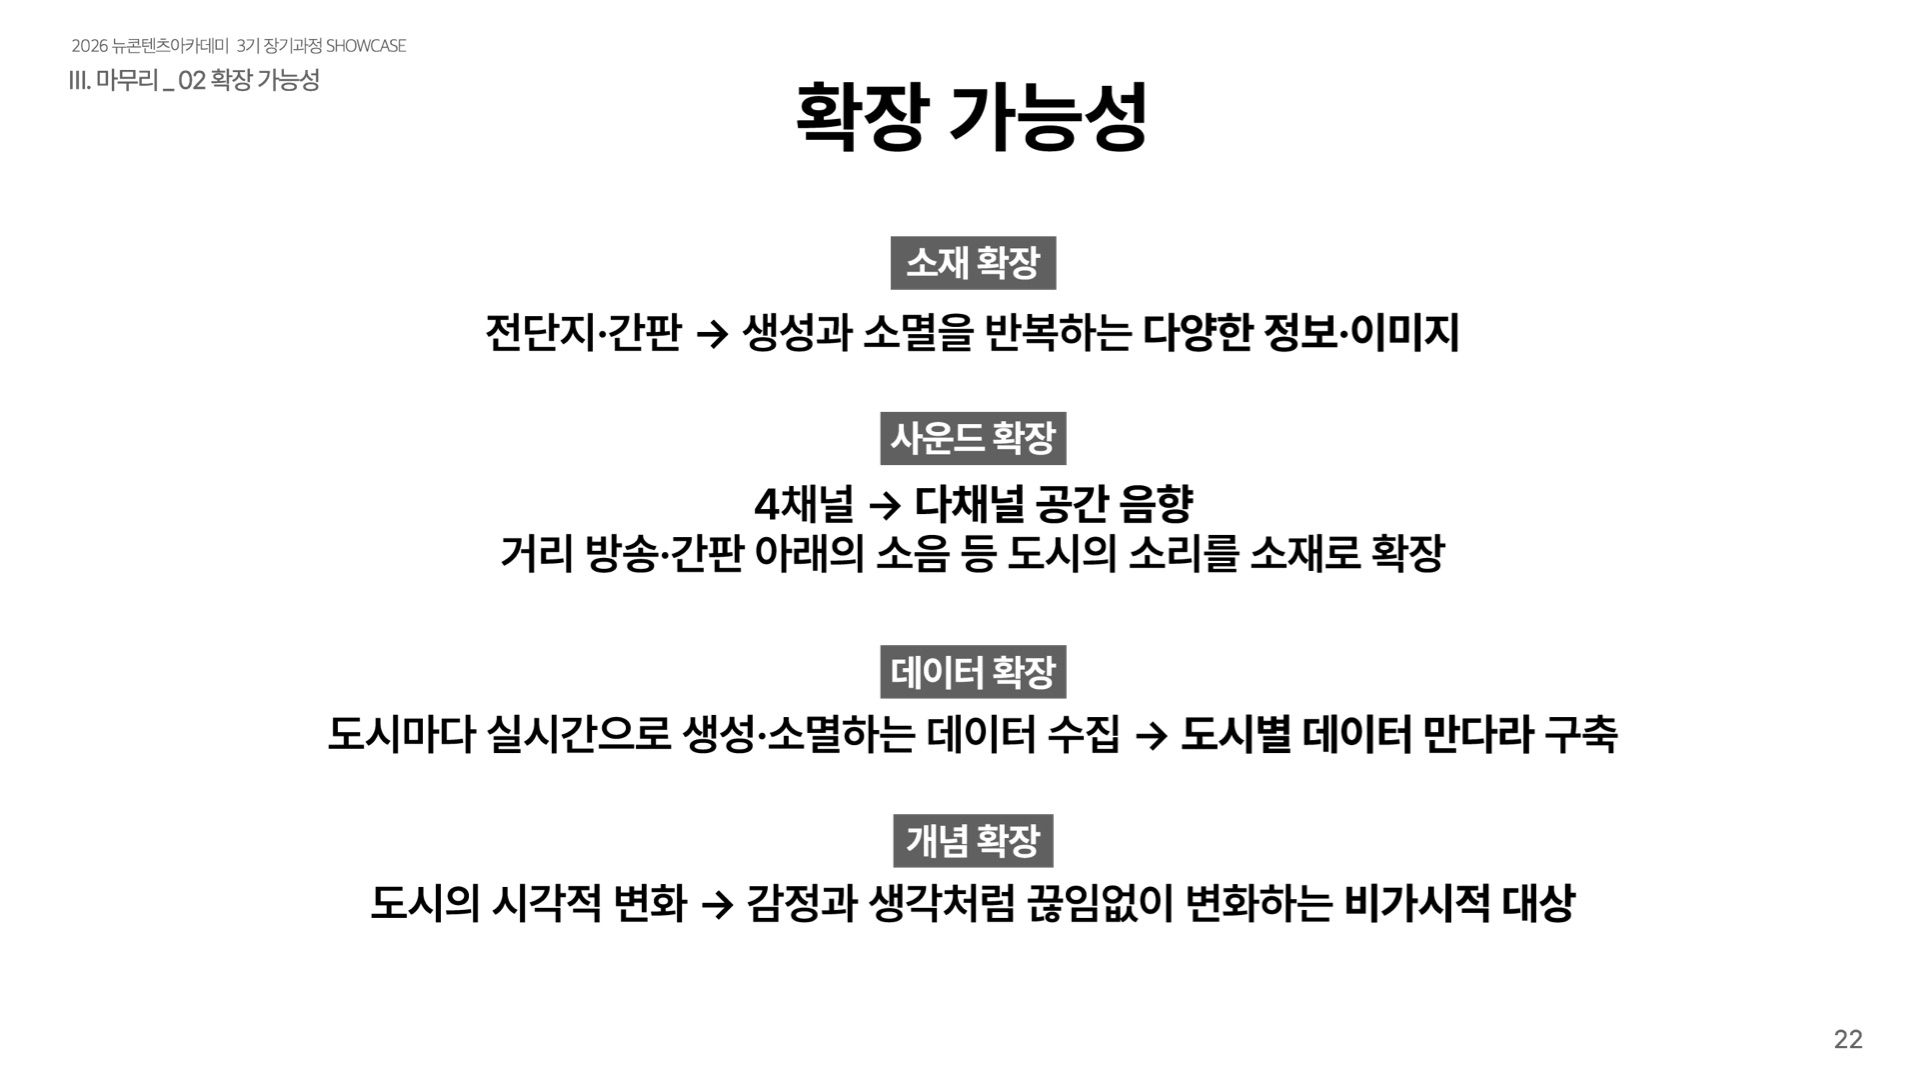 2026 뉴콘텐츠아카데미 3기 장기과정 SHOWCASE
III. 마무리 _ 02 확장 가능성
확장 가능성
소재 확장
전단지·간판 → 생성과 소멸을 반복하는 다양한 정보·이미지
사운드 확장
4채널 → 다채널 공간 음향
거리 방송·간판 아래의 소음 등 도시의 소리를 소재로 확장
데이터 확장
도시마다 실시간으로 생성·소멸하는 데이터 수집 → 도시별 데이터 만다라 구축
개념 확장
도시의 시각적 변화 → 감정과 생각처럼 끊임없이 변화하는 비가시적 대상
22